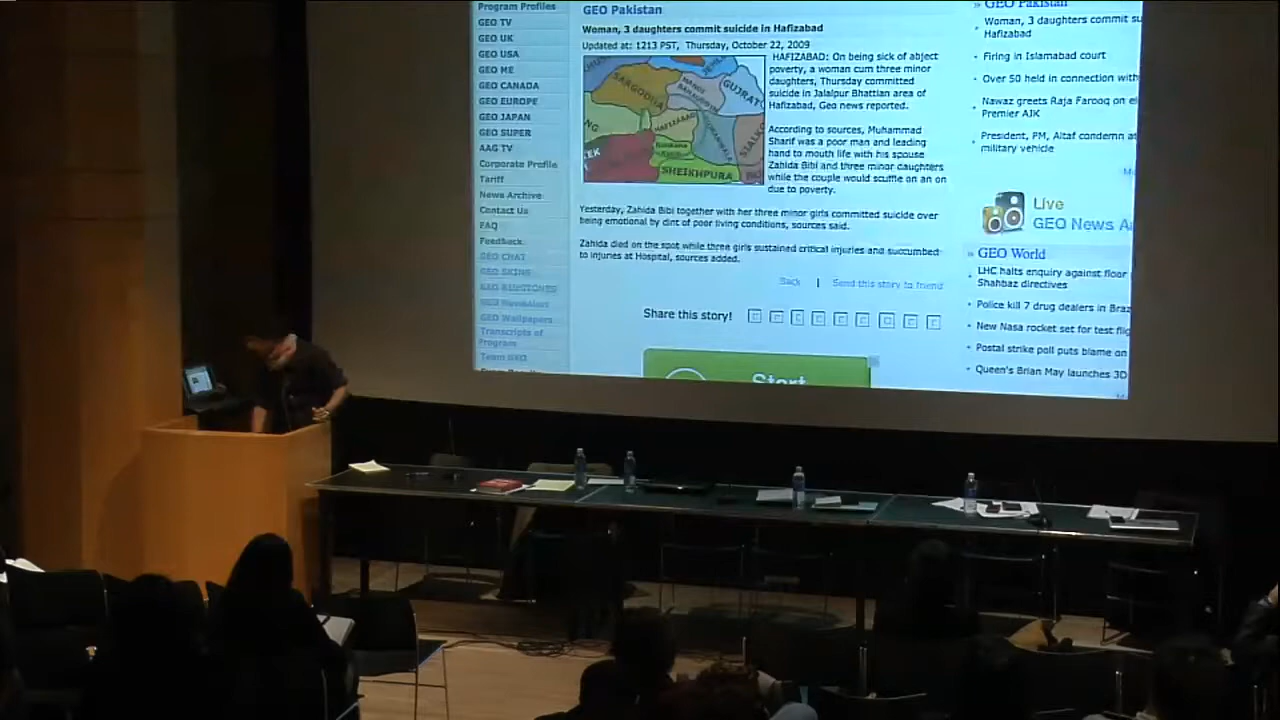 Program Profiles
GEO TV
GEO UK
GEO USA
GEO ME
GEO CANADA
GEO EUROPE
GEO JAPAN
GEO SUPER
AAG TV
Corporate Profile
Tariff
News Archive
Contact Us
FAQ
Feedback
GEO CHAT
GEO SKINS
GEO RINGTONES
GEO Wallpapers
Transcripts of
Program
Team GEO
GEO Pakistan
Woman, 3 daughters commit suicide in Hafizabad
Updated at: 1213 PST, Thursday, October 22, 2009
HAFIZABAD: On being sick of abject
poverty, a woman cum three minor
daughters, Thursday committed
suicide in Jalalpur Bhattian area of
Hafizabad, Geo news reported.
According to sources, Muhammad
Sharif was a poor man and leading
hand to mouth life with his spouse
Zahida Bibi and three minor daughters
while the couple would scuffle on an on
due to poverty.
SARGODHA
GUJRAT
HAFIZABAD
SHEIKHPURA
Yesterday, Zahida Bibi together with her three minor girls committed suicide over
being emotional by dint of poor living conditions, sources said.
Zahida died on the spot while three girls sustained critical injuries and succumbed
to injuries at Hospital, sources added.
Back | Send this story to friend
Share this story!
Start
» GEO Pakistan
Woman, 3 daughters commit su
Hafizabad
Firing in Islamabad court
Over 50 held in connection with
Nawaz greets Raja Farooq on el
Premier AJK
President, PM, Altaf condemn at
military vehicle
Live
GEO News A
» GEO World
LHC halts enquiry against floor
Shahbaz directives
Police kill 7 drug dealers in Braz
New Nasa rocket set for test flig
Postal strike poll puts blame on
Queen's Brian May launches 3D